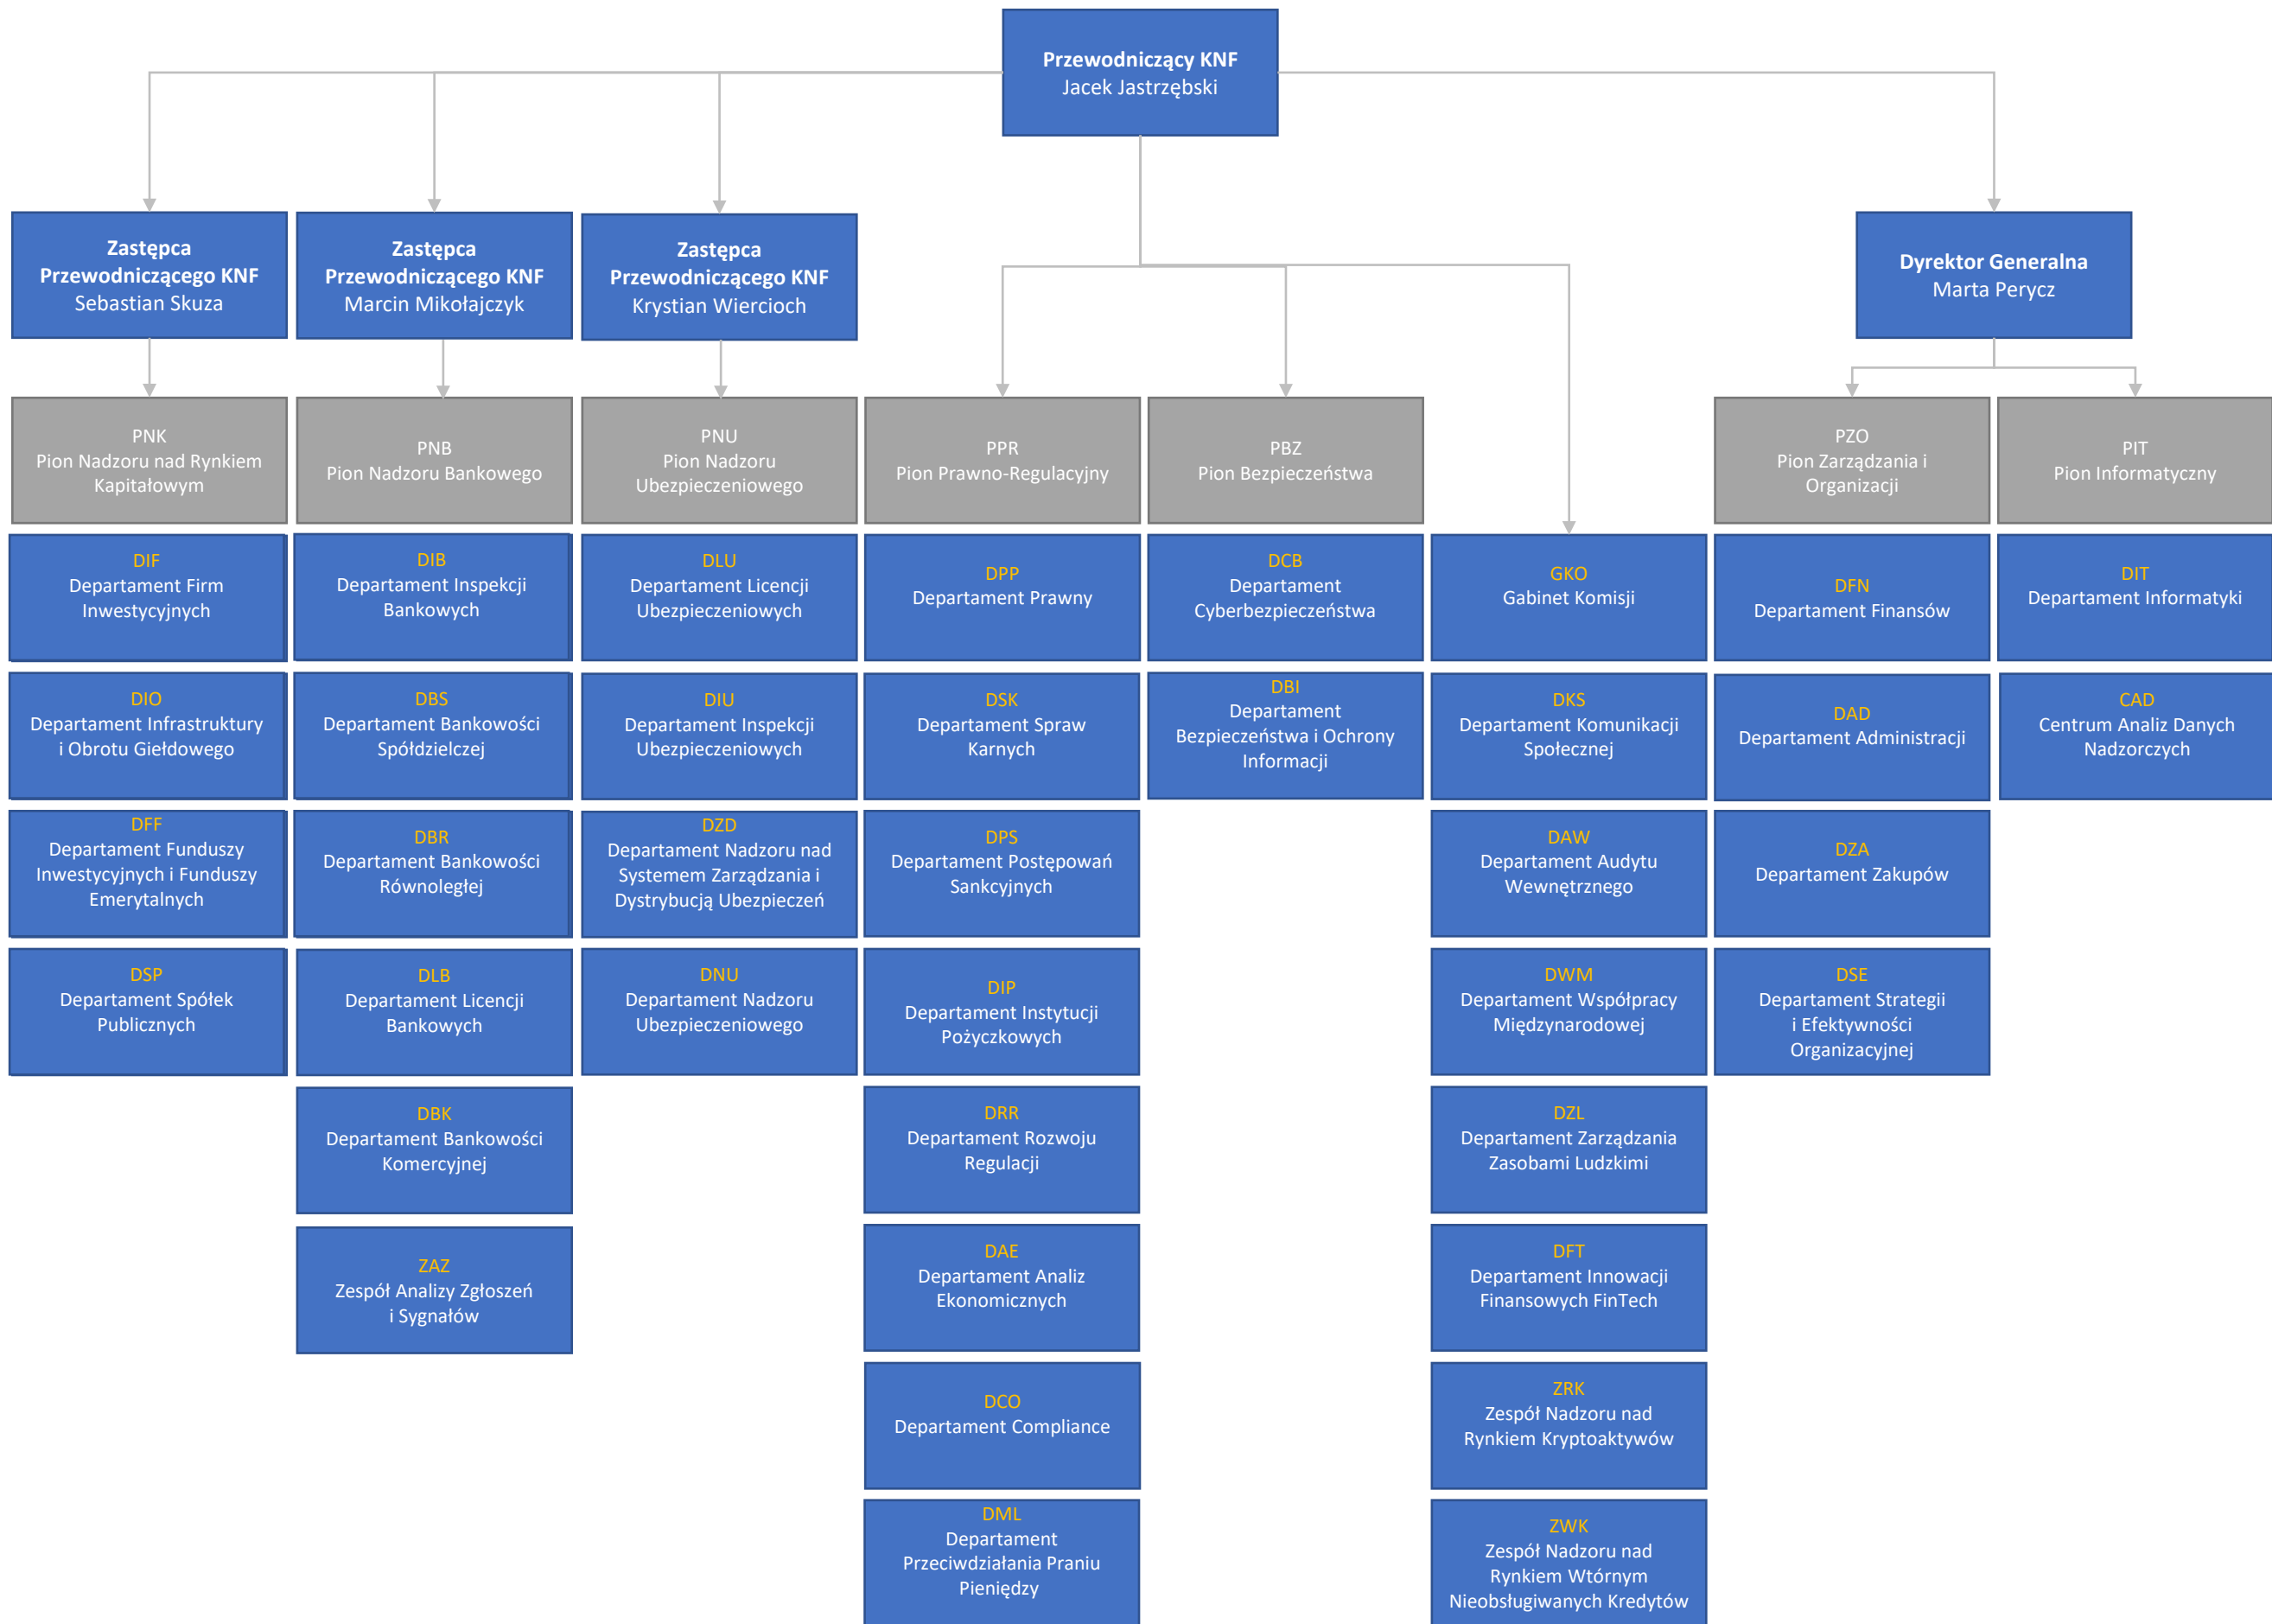 Przewodniczący KNF
Jacek Jastrzębski
Zastępca
Przewodniczącego KNF
Sebastian Skuza
Zastępca
Przewodniczącego KNF
Marcin Mikołajczyk
Zastępca
Przewodniczącego KNF
Krystian Wiercioch
Dyrektor Generalna
Marta Perycz
PNK
Pion Nadzoru nad Rynkiem
Kapitałowym
PNB
Pion Nadzoru Bankowego
PNU
Pion Nadzoru
Ubezpieczeniowego
PPR
Pion Prawno-Regulacyjny
PBZ
Pion Bezpieczeństwa
PZO
Pion Zarządzania i
Organizacji
PIT
Pion Informatyczny
DIF
Departament Firm
Inwestycyjnych
DIB
Departament Inspekcji
Bankowych
DLU
Departament Licencji
Ubezpieczeniowych
DPP
Departament Prawny
DCB
Departament
Cyberbezpieczeństwa
GKO
Gabinet Komisji
DFN
Departament Finansów
DIT
Departament Informatyki
DIO
Departament Infrastruktury
i Obrotu Giełdowego
DBS
Departament Bankowości
Spółdzielczej
DIU
Departament Inspekcji
Ubezpieczeniowych
DSK
Departament Spraw
Karnych
DBI
Departament
Bezpieczeństwa i Ochrony
Informacji
DKS
Departament Komunikacji
Społecznej
DAD
Departament Administracji
CAD
Centrum Analiz Danych
Nadzorczych
DFF
Departament Funduszy
Inwestycyjnych i Funduszy
Emerytalnych
DBR
Departament Bankowości
Równoległej
DZD
Departament Nadzoru nad
Systemem Zarządzania i
Dystrybucją Ubezpieczeń
DPS
Departament Postępowań
Sankcyjnych
DAW
Departament Audytu
Wewnętrznego
DZA
Departament Zakupów
DSP
Departament Spółek
Publicznych
DLB
Departament Licencji
Bankowych
DNU
Departament Nadzoru
Ubezpieczeniowego
DIP
Departament Instytucji
Pożyczkowych
DWM
Departament Współpracy
Międzynarodowej
DSE
Departament Strategii
i Efektywności
Organizacyjnej
DBK
Departament Bankowości
Komercyjnej
DRR
Departament Rozwoju
Regulacji
DZL
Departament Zarządzania
Zasobami Ludzkimi
ZAZ
Zespół Analizy Zgłoszeń
i Sygnałów
DAE
Departament Analiz
Ekonomicznych
DFT
Departament Innowacji
Finansowych FinTech
DCO
Departament Compliance
ZRK
Zespół Nadzoru nad
Rynkiem Kryptoaktywów
DML
Departament
Przeciwdziałania Praniu
Pieniędzy
ZWK
Zespół Nadzoru nad
Rynkiem Wtórnym
Nieobsługiwanych Kredytów